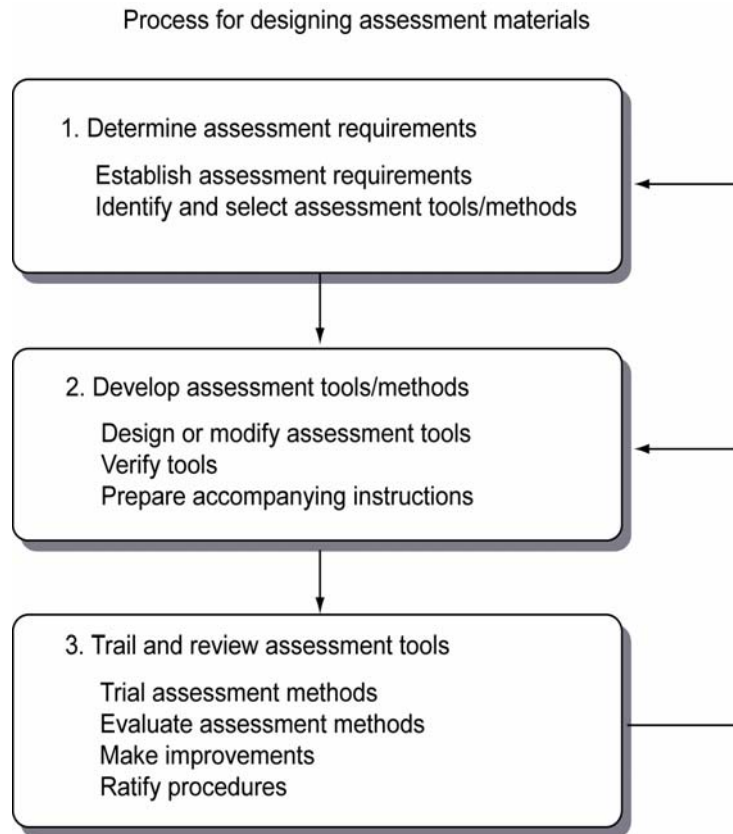 Process for designing assessment materials
1. Determine assessment requirements
Establish assessment requirements
Identify and select assessment tools/methods
2. Develop assessment tools/methods
Design or modify assessment tools
Verify tools
Prepare accompanying instructions
3. Trail and review assessment tools
Trial assessment methods
Evaluate assessment methods
Make improvements
Ratify procedures